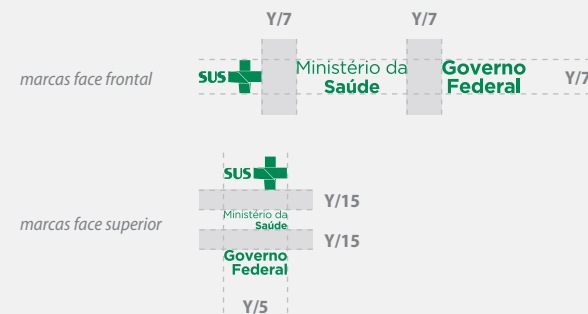 Y/7 Y/7
marcas face frontal SUS Ministério da Saúde Governo Federal Y/7
SUS
Y/15
Ministério da
Saúde
marcas face superior
Y/15
Governo
Federal
Y/5